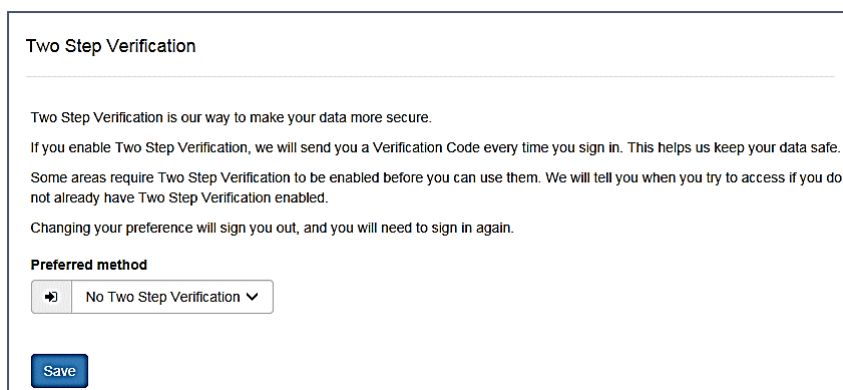 Two Step Verification
Two Step Verification is our way to make your data more secure.
If you enable Two Step Verification, we will send you a Verification Code every time you sign in. This helps us keep your data safe.
Some areas require Two Step Verification to be enabled before you can use them. We will tell you when you try to access if you do
not already have Two Step Verification enabled.
Changing your preference will sign you out, and you will need to sign in again.
Preferred method
No Two Step Verification
Save